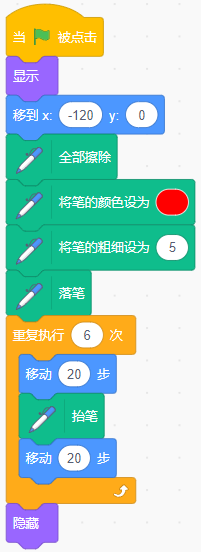 当 被点击
显示
移到 x: -120 y: 0
全部擦除
将笔的颜色设为
将笔的粗细设为 5
落笔
重复执行 6 次
移动 20 步
抬笔
移动 20 步
隐藏